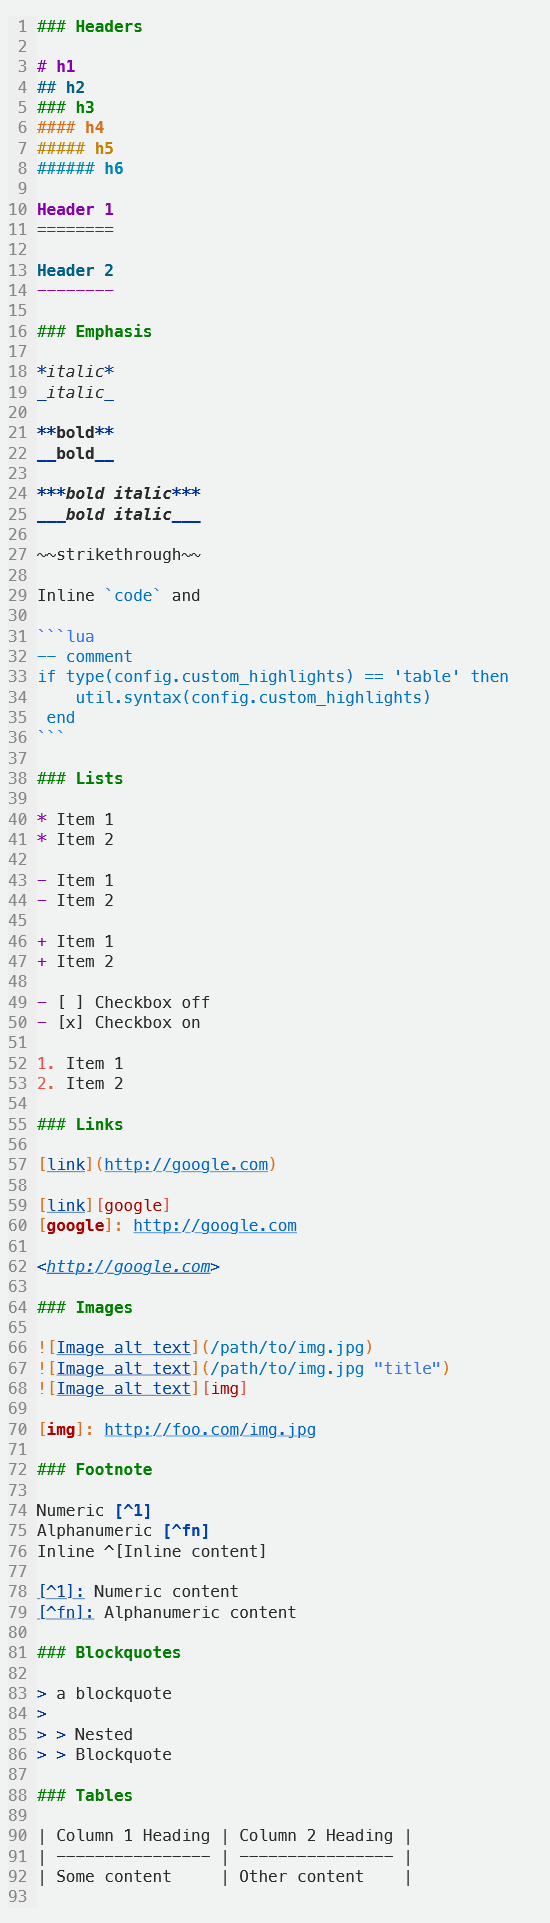 1 ### Headers
2
3 # h1
4 ## h2
5 ### h3
6 #### h4
7 ##### h5
8 ###### h6
9
10 Header 1
11 ========
12
13 Header 2
14 --------
15
16 ### Emphasis
17
18 *italic*
19 _italic_
20
21 **bold**
22 __bold__
23
24 ***bold italic***
25 ___bold italic___
26
27 ~~strikethrough~~
28
29 Inline `code` and
30
31 ```lua
32 -- comment
33 if type(config.custom_highlights) == 'table' then
34     util.syntax(config.custom_highlights)
35  end
36 ```
37
38 ### Lists
39
40 * Item 1
41 * Item 2
42
43 - Item 1
44 - Item 2
45
46 + Item 1
47 + Item 2
48
49 - [ ] Checkbox off
50 - [x] Checkbox on
51
52 1. Item 1
53 2. Item 2
54
55 ### Links
56
57 [link](http://google.com)
58
59 [link][google]
60 [google]: http://google.com
61
62 <http://google.com>
63
64 ### Images
65
66 ![Image alt text](/path/to/img.jpg)
67 ![Image alt text](/path/to/img.jpg "title")
68 ![Image alt text][img]
69
70 [img]: http://foo.com/img.jpg
71
72 ### Footnote
73
74 Numeric [^1]
75 Alphanumeric [^fn]
76 Inline ^[Inline content]
77
78 [^1]: Numeric content
79 [^fn]: Alphanumeric content
80
81 ### Blockquotes
82
83 > a blockquote
84 >
85 > > Nested
86 > > Blockquote
87
88 ### Tables
89
90 | Column 1 Heading | Column 2 Heading |
91 | ---------------- | ---------------- |
92 | Some content     | Other content    |
93